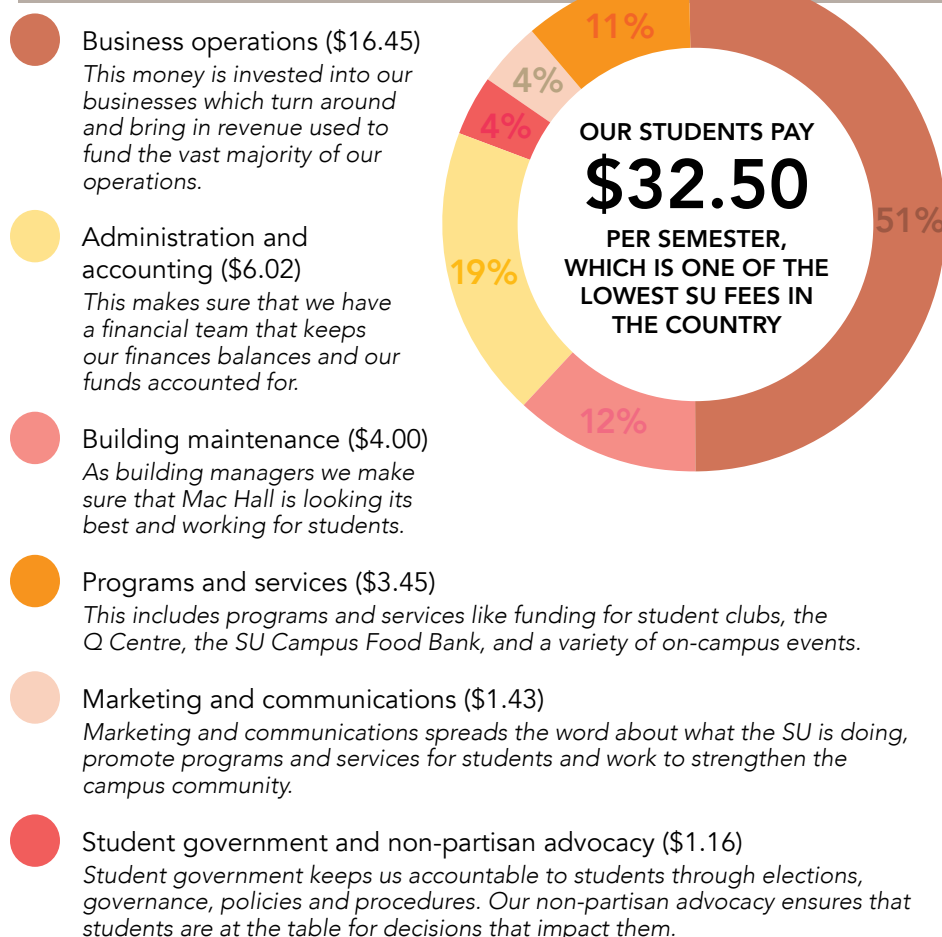 Business operations ($16.45)
This money is invested into our
businesses which turn around
and bring in revenue used to
fund the vast majority of our
operations.
Administration and
accounting ($6.02)
This makes sure that we have
a financial team that keeps
our finances balances and our
funds accounted for.
Building maintenance ($4.00)
As building managers we make
sure that Mac Hall is looking its
best and working for students.
Programs and services ($3.45)
This includes programs and services like funding for student clubs, the
Q Centre, the SU Campus Food Bank, and a variety of on-campus events.
Marketing and communications ($1.43)
Marketing and communications spreads the word about what the SU is doing,
promote programs and services for students and work to strengthen the
campus community.
Student government and non-partisan advocacy ($1.16)
Student government keeps us accountable to students through elections,
governance, policies and procedures. Our non-partisan advocacy ensures that
students are at the table for decisions that impact them.
11%
4%
4%
19%
12%
51%
OUR STUDENTS PAY
$32.50
PER SEMESTER,
WHICH IS ONE OF THE
LOWEST SU FEES IN
THE COUNTRY